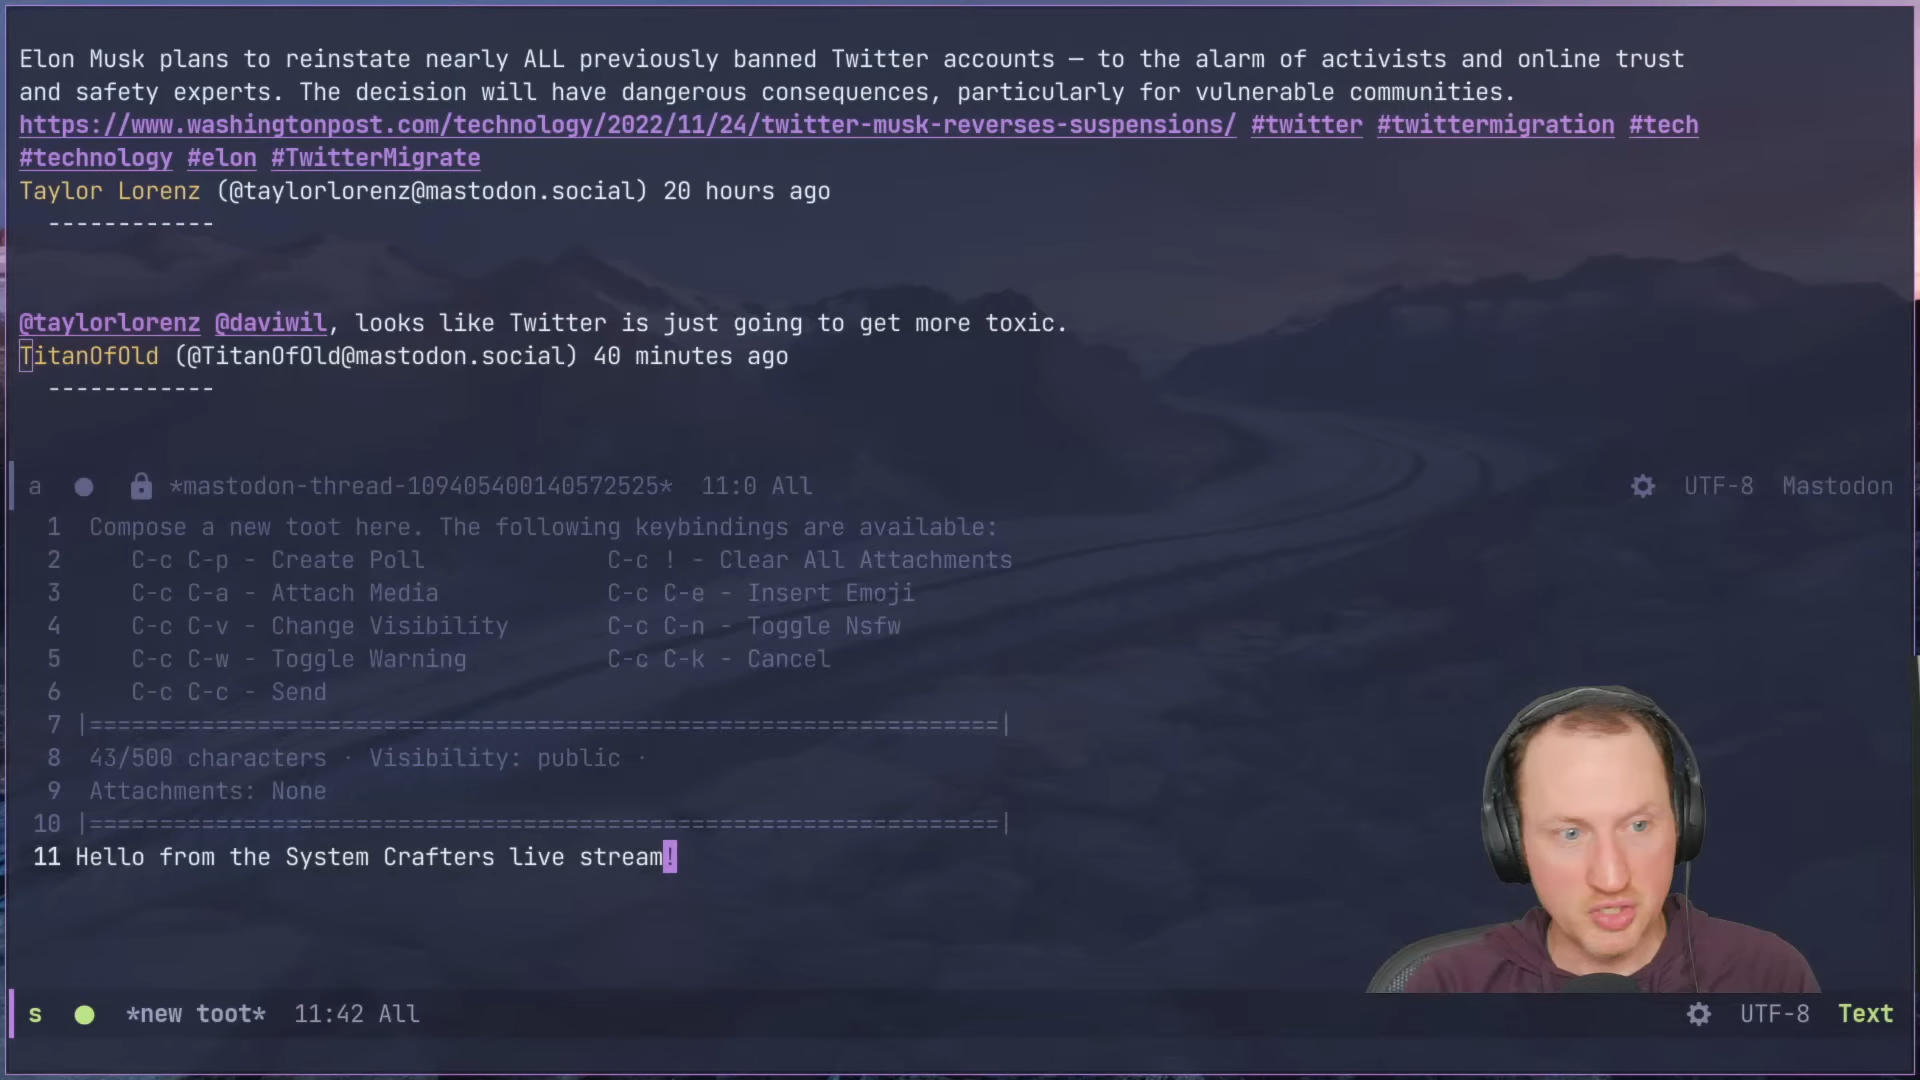 Elon Musk plans to reinstate nearly ALL previously banned Twitter accounts — to the alarm of activists and online trust
and safety experts. The decision will have dangerous consequences, particularly for vulnerable communities.
https://www.washingtonpost.com/technology/2022/11/24/twitter-musk-reverses-suspensions/ #twitter #twittermigration #tech
#technology #elon #TwitterMigrate
Taylor Lorenz (@taylorlorenz@mastodon.social) 20 hours ago
------------
@taylorlorenz @daviwil, looks like Twitter is just going to get more toxic.
TitanOfOld (@TitanOfOld@mastodon.social) 40 minutes ago
------------
a *mastodon-thread-109405400140572525* 11:0 All UTF-8 Mastodon
1 Compose a new toot here. The following keybindings are available:
2 C-c C-p - Create Poll C-c ! - Clear All Attachments
3 C-c C-a - Attach Media C-c C-e - Insert Emoji
4 C-c C-v - Change Visibility C-c C-n - Toggle Nsfw
5 C-c C-w - Toggle Warning C-c C-k - Cancel
6 C-c C-c - Send
7 |=================================================================|
8 43/500 characters · Visibility: public ·
9 Attachments: None
10 |=================================================================|
11 Hello from the System Crafters live stream!
s *new toot* 11:42 All UTF-8 Text